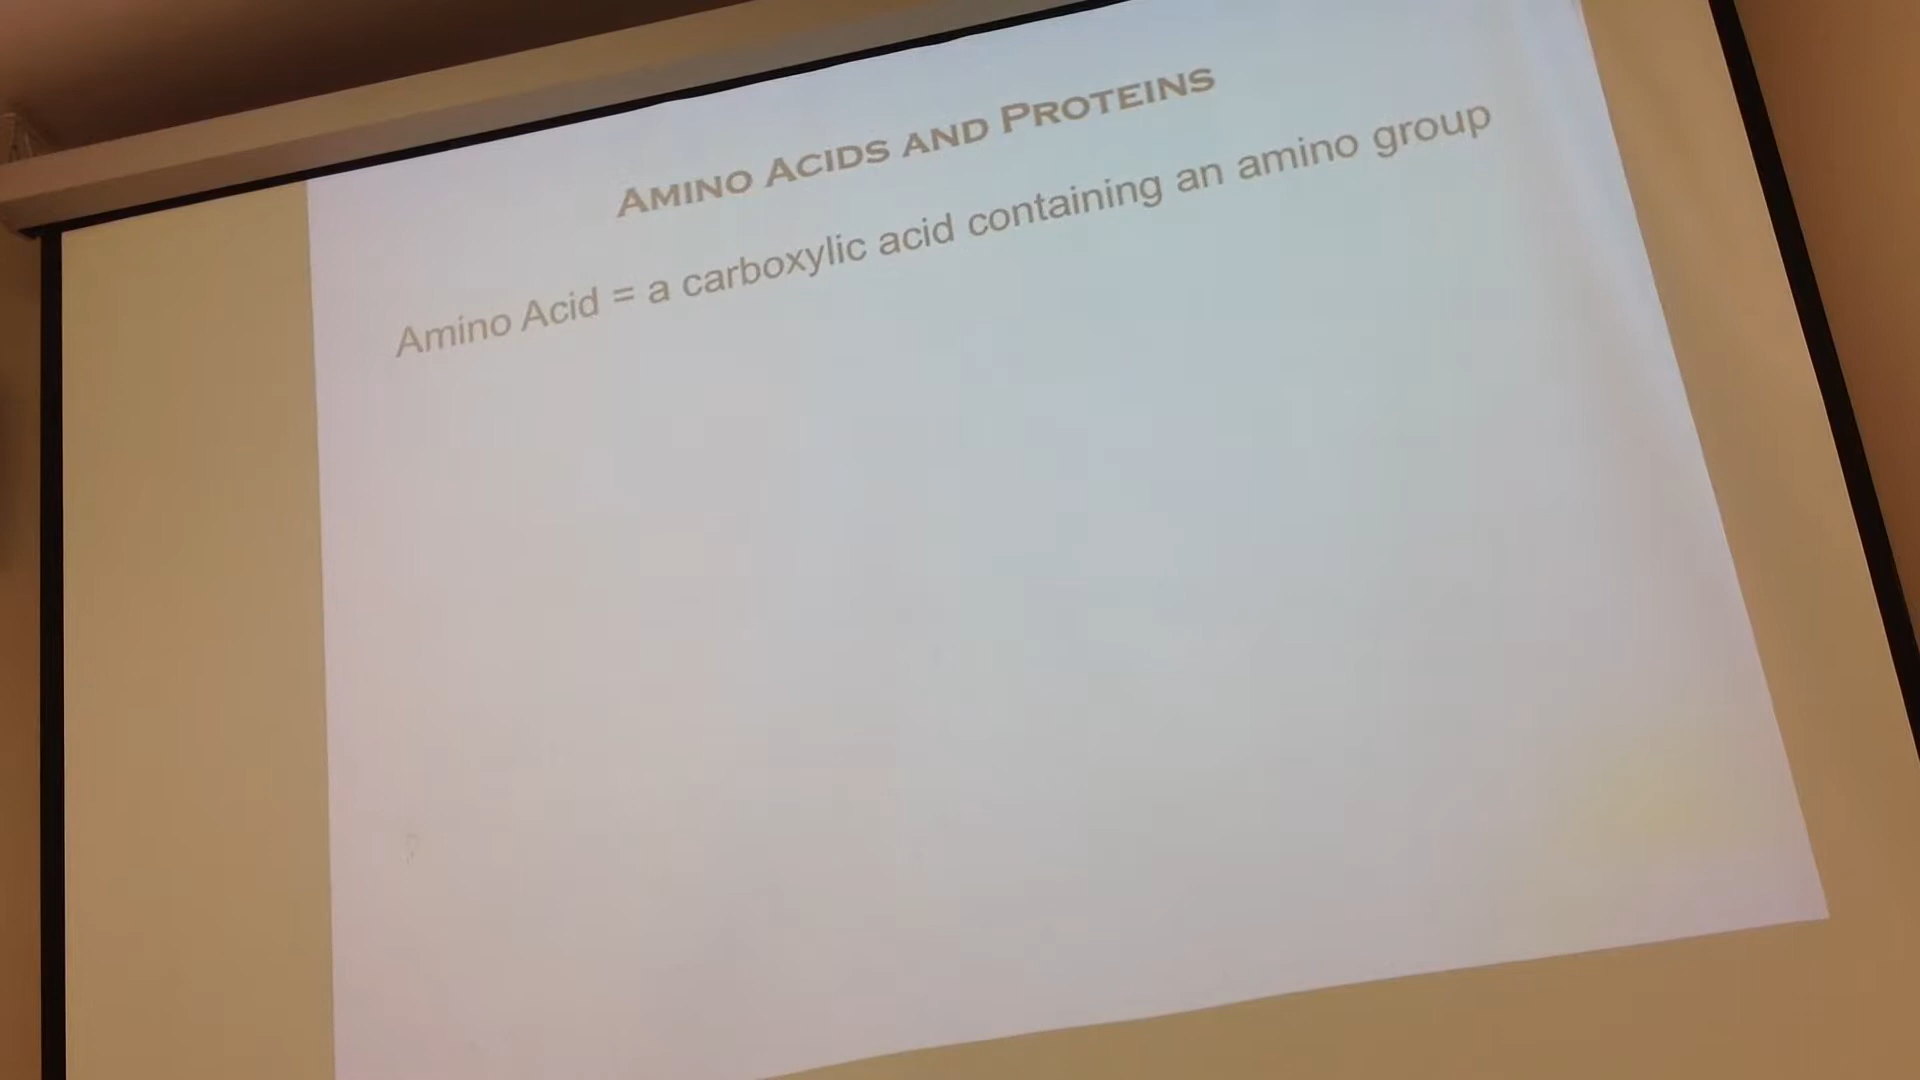 AMINO ACIDS AND PROTEINS
Amino Acid = a carboxylic acid containing an amino group